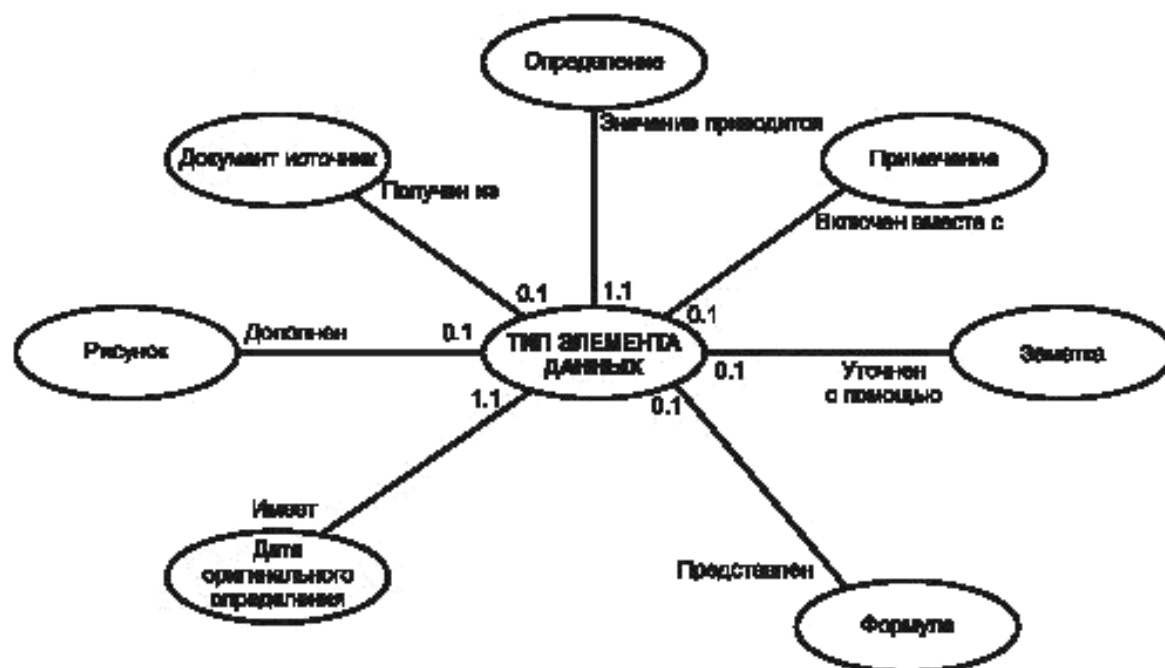 Определение
Значение приводится
Документ источник
Получен из
Примечание
Включен вместе с
0.1
1.1
0.1
Рисунок
Дополнен
0.1
ТИП ЭЛЕМЕНТА
ДАННЫХ
0.1
Уточнен
с помощью
Заметка
1.1
0.1
Имеет
Дата
оригинального
определения
Представлен
Формула